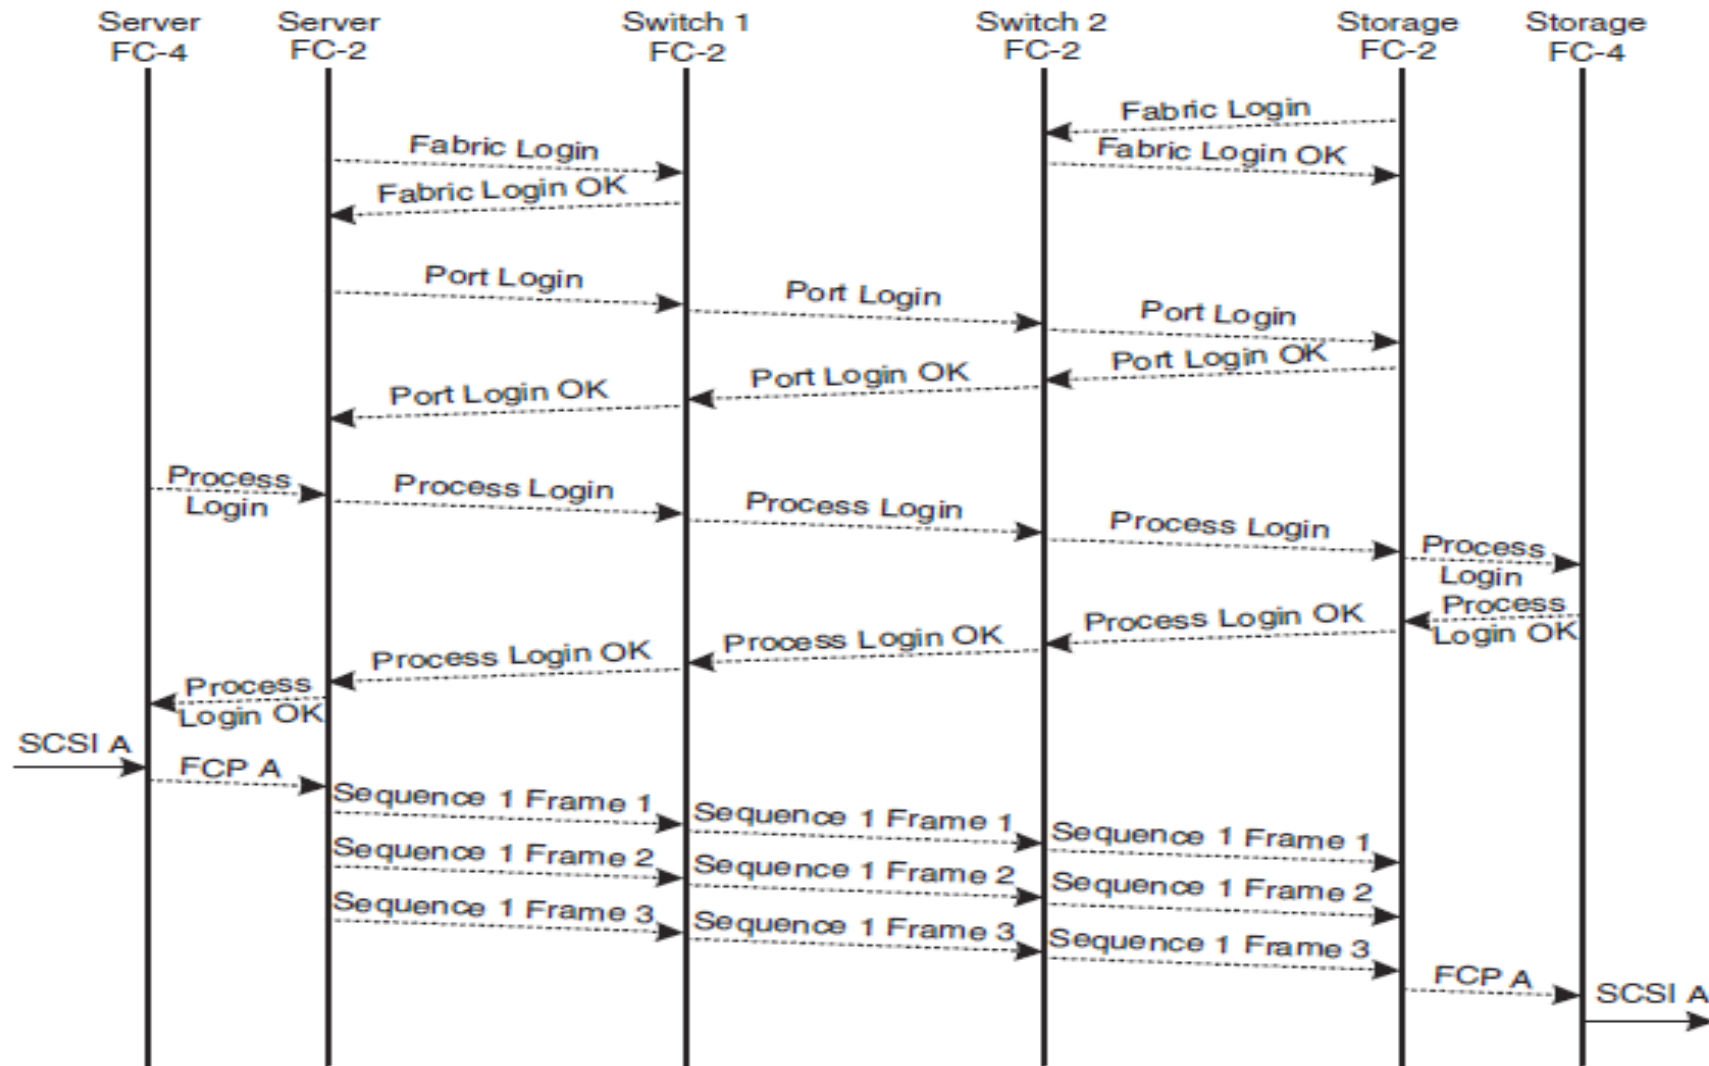 Server
FC-4
Server
FC-2
Switch 1
FC-2
Switch 2
FC-2
Storage
FC-2
Storage
FC-4
Fabric Login
Fabric Login OK
Fabric Login
Fabric Login OK
Port Login
Port Login
Port Login
Port Login OK
Port Login OK
Port Login OK
Process
Login
Process Login
Process Login
Process Login
Process
Login
Process
Login OK
Process Login OK
Process Login OK
Process Login OK
Process
Login OK
SCSI A
FCP A
Sequence 1 Frame 1
Sequence 1 Frame 1
Sequence 1 Frame 1
Sequence 1 Frame 2
Sequence 1 Frame 2
Sequence 1 Frame 2
Sequence 1 Frame 3
Sequence 1 Frame 3
Sequence 1 Frame 3
FCP A
SCSI A